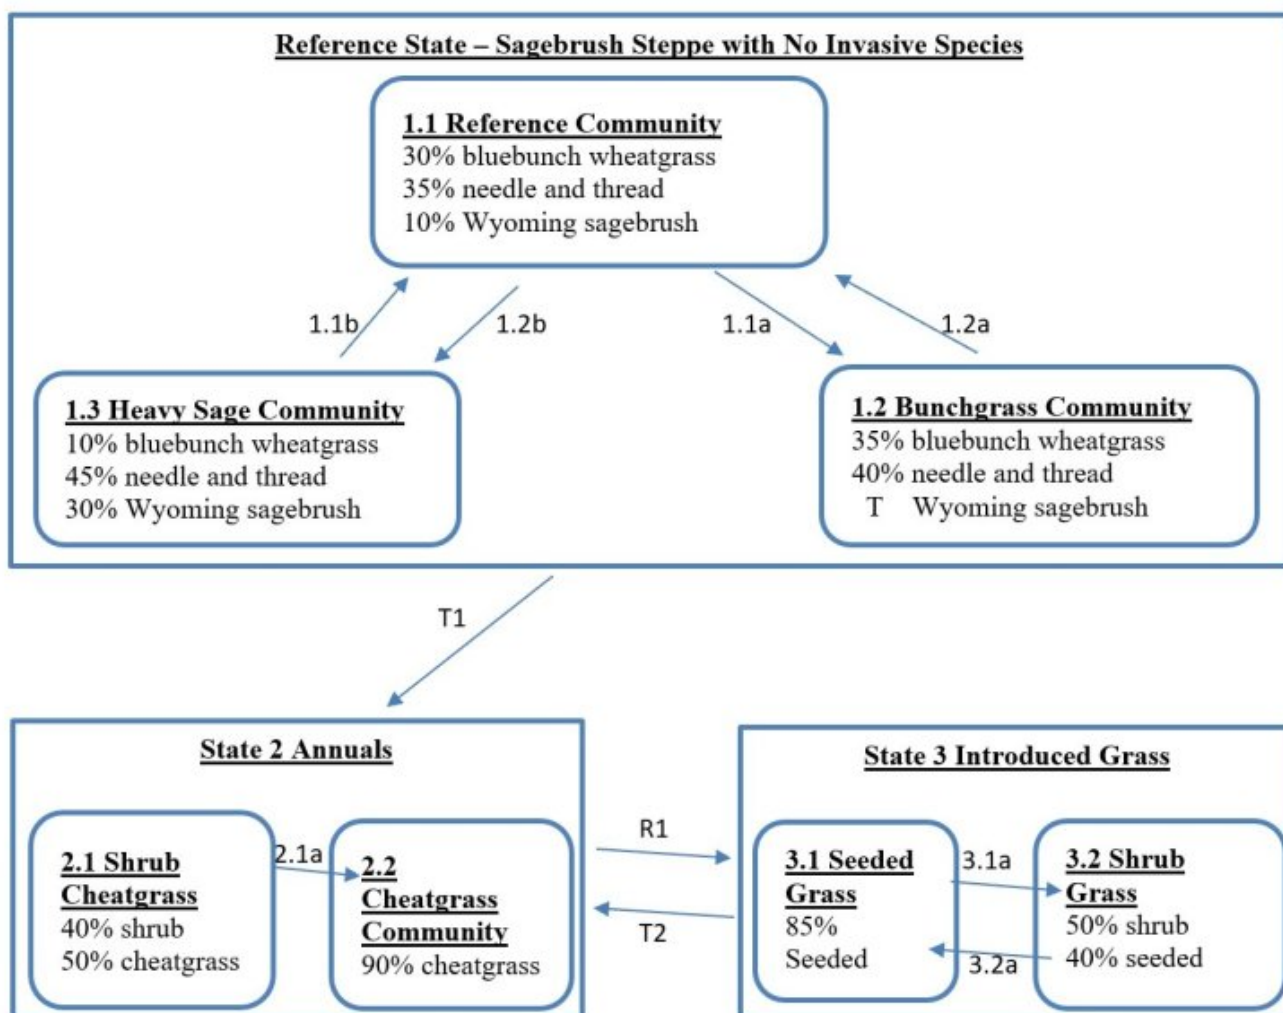 Reference State – Sagebrush Steppe with No Invasive Species
1.1 Reference Community
30% bluebunch wheatgrass
35% needle and thread
10% Wyoming sagebrush
1.1b
1.2b
1.1a
1.2a
1.3 Heavy Sage Community
10% bluebunch wheatgrass
45% needle and thread
30% Wyoming sagebrush
1.2 Bunchgrass Community
35% bluebunch wheatgrass
40% needle and thread
T Wyoming sagebrush
T1
State 2 Annuals
2.1 Shrub
Cheatgrass
40% shrub
50% cheatgrass
2.1a
2.2
Cheatgrass
Community
90% cheatgrass
R1
T2
State 3 Introduced Grass
3.1 Seeded
Grass
85%
Seeded
3.1a
3.2a
3.2 Shrub
Grass
50% shrub
40% seeded